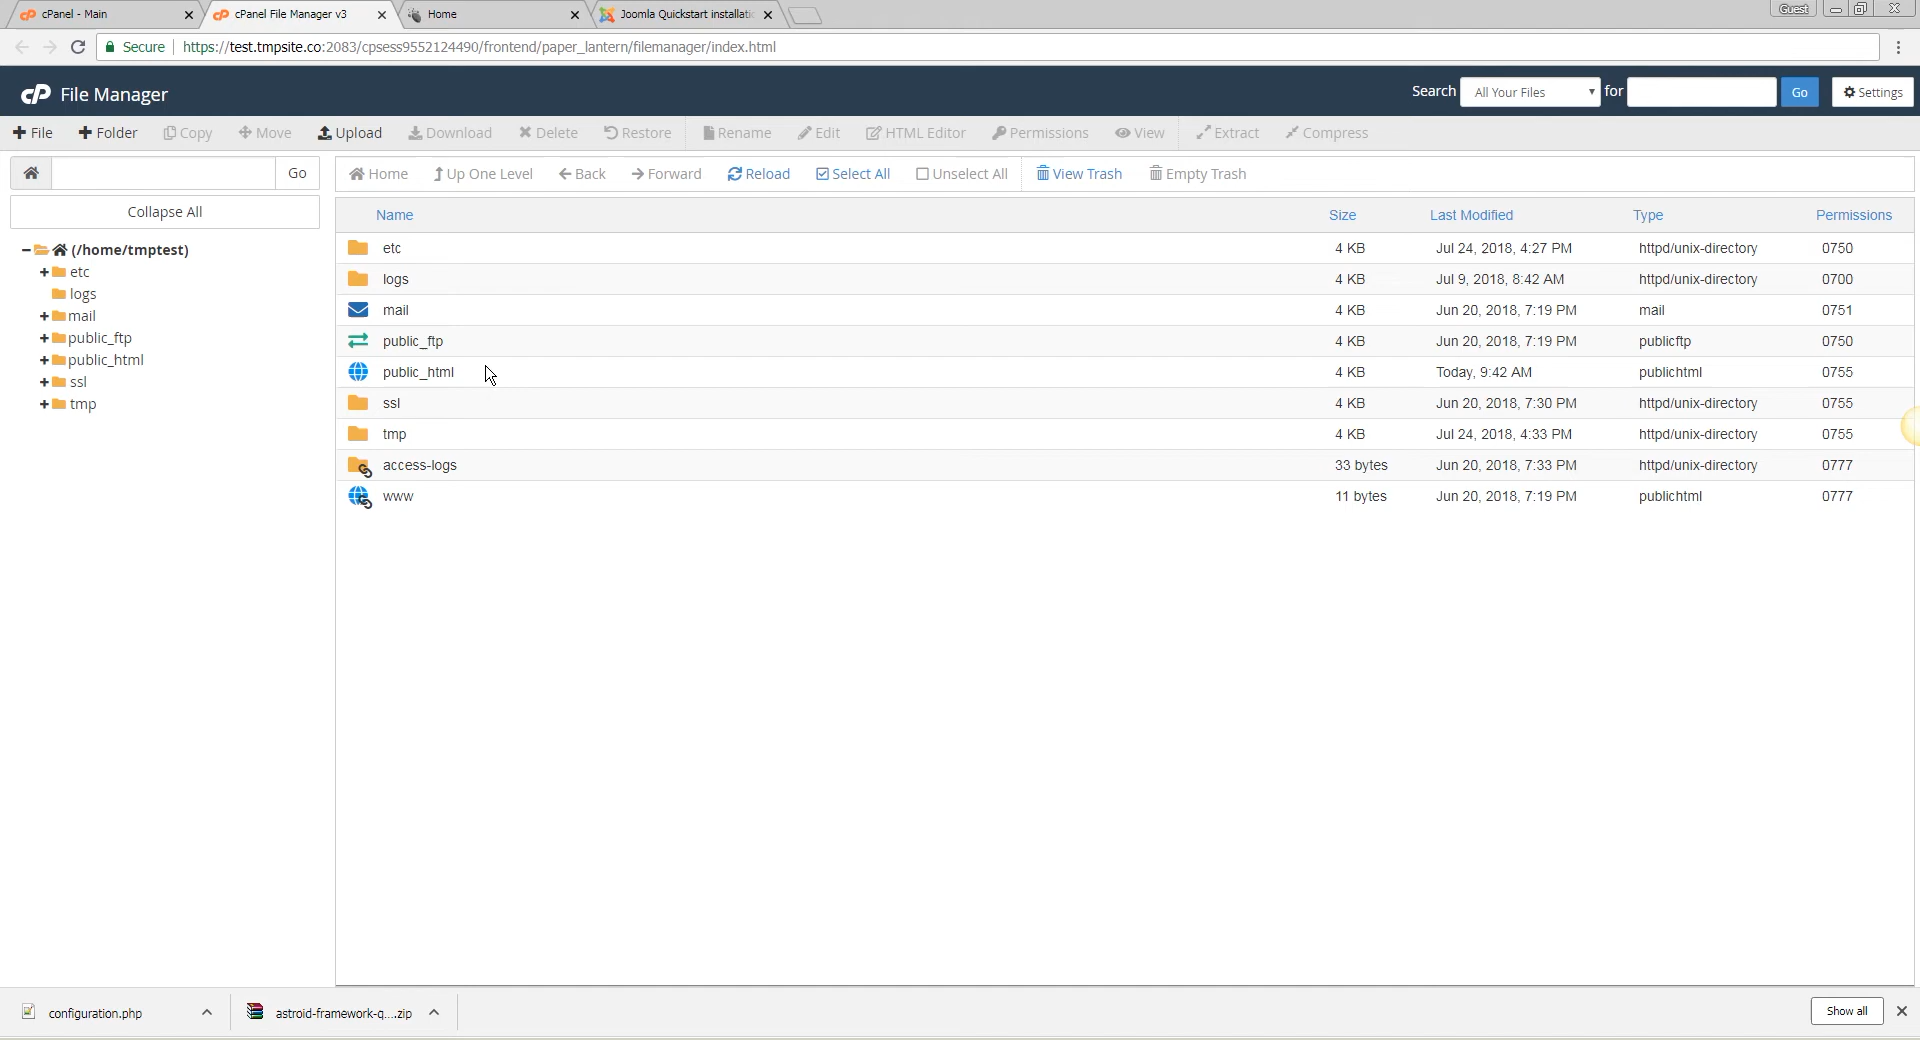 cPanel - Main
cPanel File Manager v3
Home
Joomla Quickstart installati
Guest
Secure
https://test.tmpsite.co:2083/cpsess9552124490/frontend/paper_lantern/filemanager/index.html
cP File Manager
Search All Your Files for Go Settings
File Folder Copy Move Upload Download Delete Restore Rename Edit HTML Editor Permissions View Extract Compress
Go
Home Up One Level Back Forward Reload Select All Unselect All View Trash Empty Trash
Collapse All
(/home/tmptest)
etc
logs
mail
public_ftp
public_html
ssl
tmp
Name Size Last Modified Type Permissions
etc 4 KB Jul 24, 2018, 4:27 PM httpd/unix-directory 0750
logs 4 KB Jul 9, 2018, 8:42 AM httpd/unix-directory 0700
mail 4 KB Jun 20, 2018, 7:19 PM mail 0751
public_ftp 4 KB Jun 20, 2018, 7:19 PM publicftp 0750
public_html 4 KB Today, 9:42 AM publichtml 0755
ssl 4 KB Jun 20, 2018, 7:30 PM httpd/unix-directory 0755
tmp 4 KB Jul 24, 2018, 4:33 PM httpd/unix-directory 0755
access-logs 33 bytes Jun 20, 2018, 7:33 PM httpd/unix-directory 0777
www 11 bytes Jun 20, 2018, 7:19 PM publichtml 0777
configuration.php
astroid-framework-q....zip
Show all